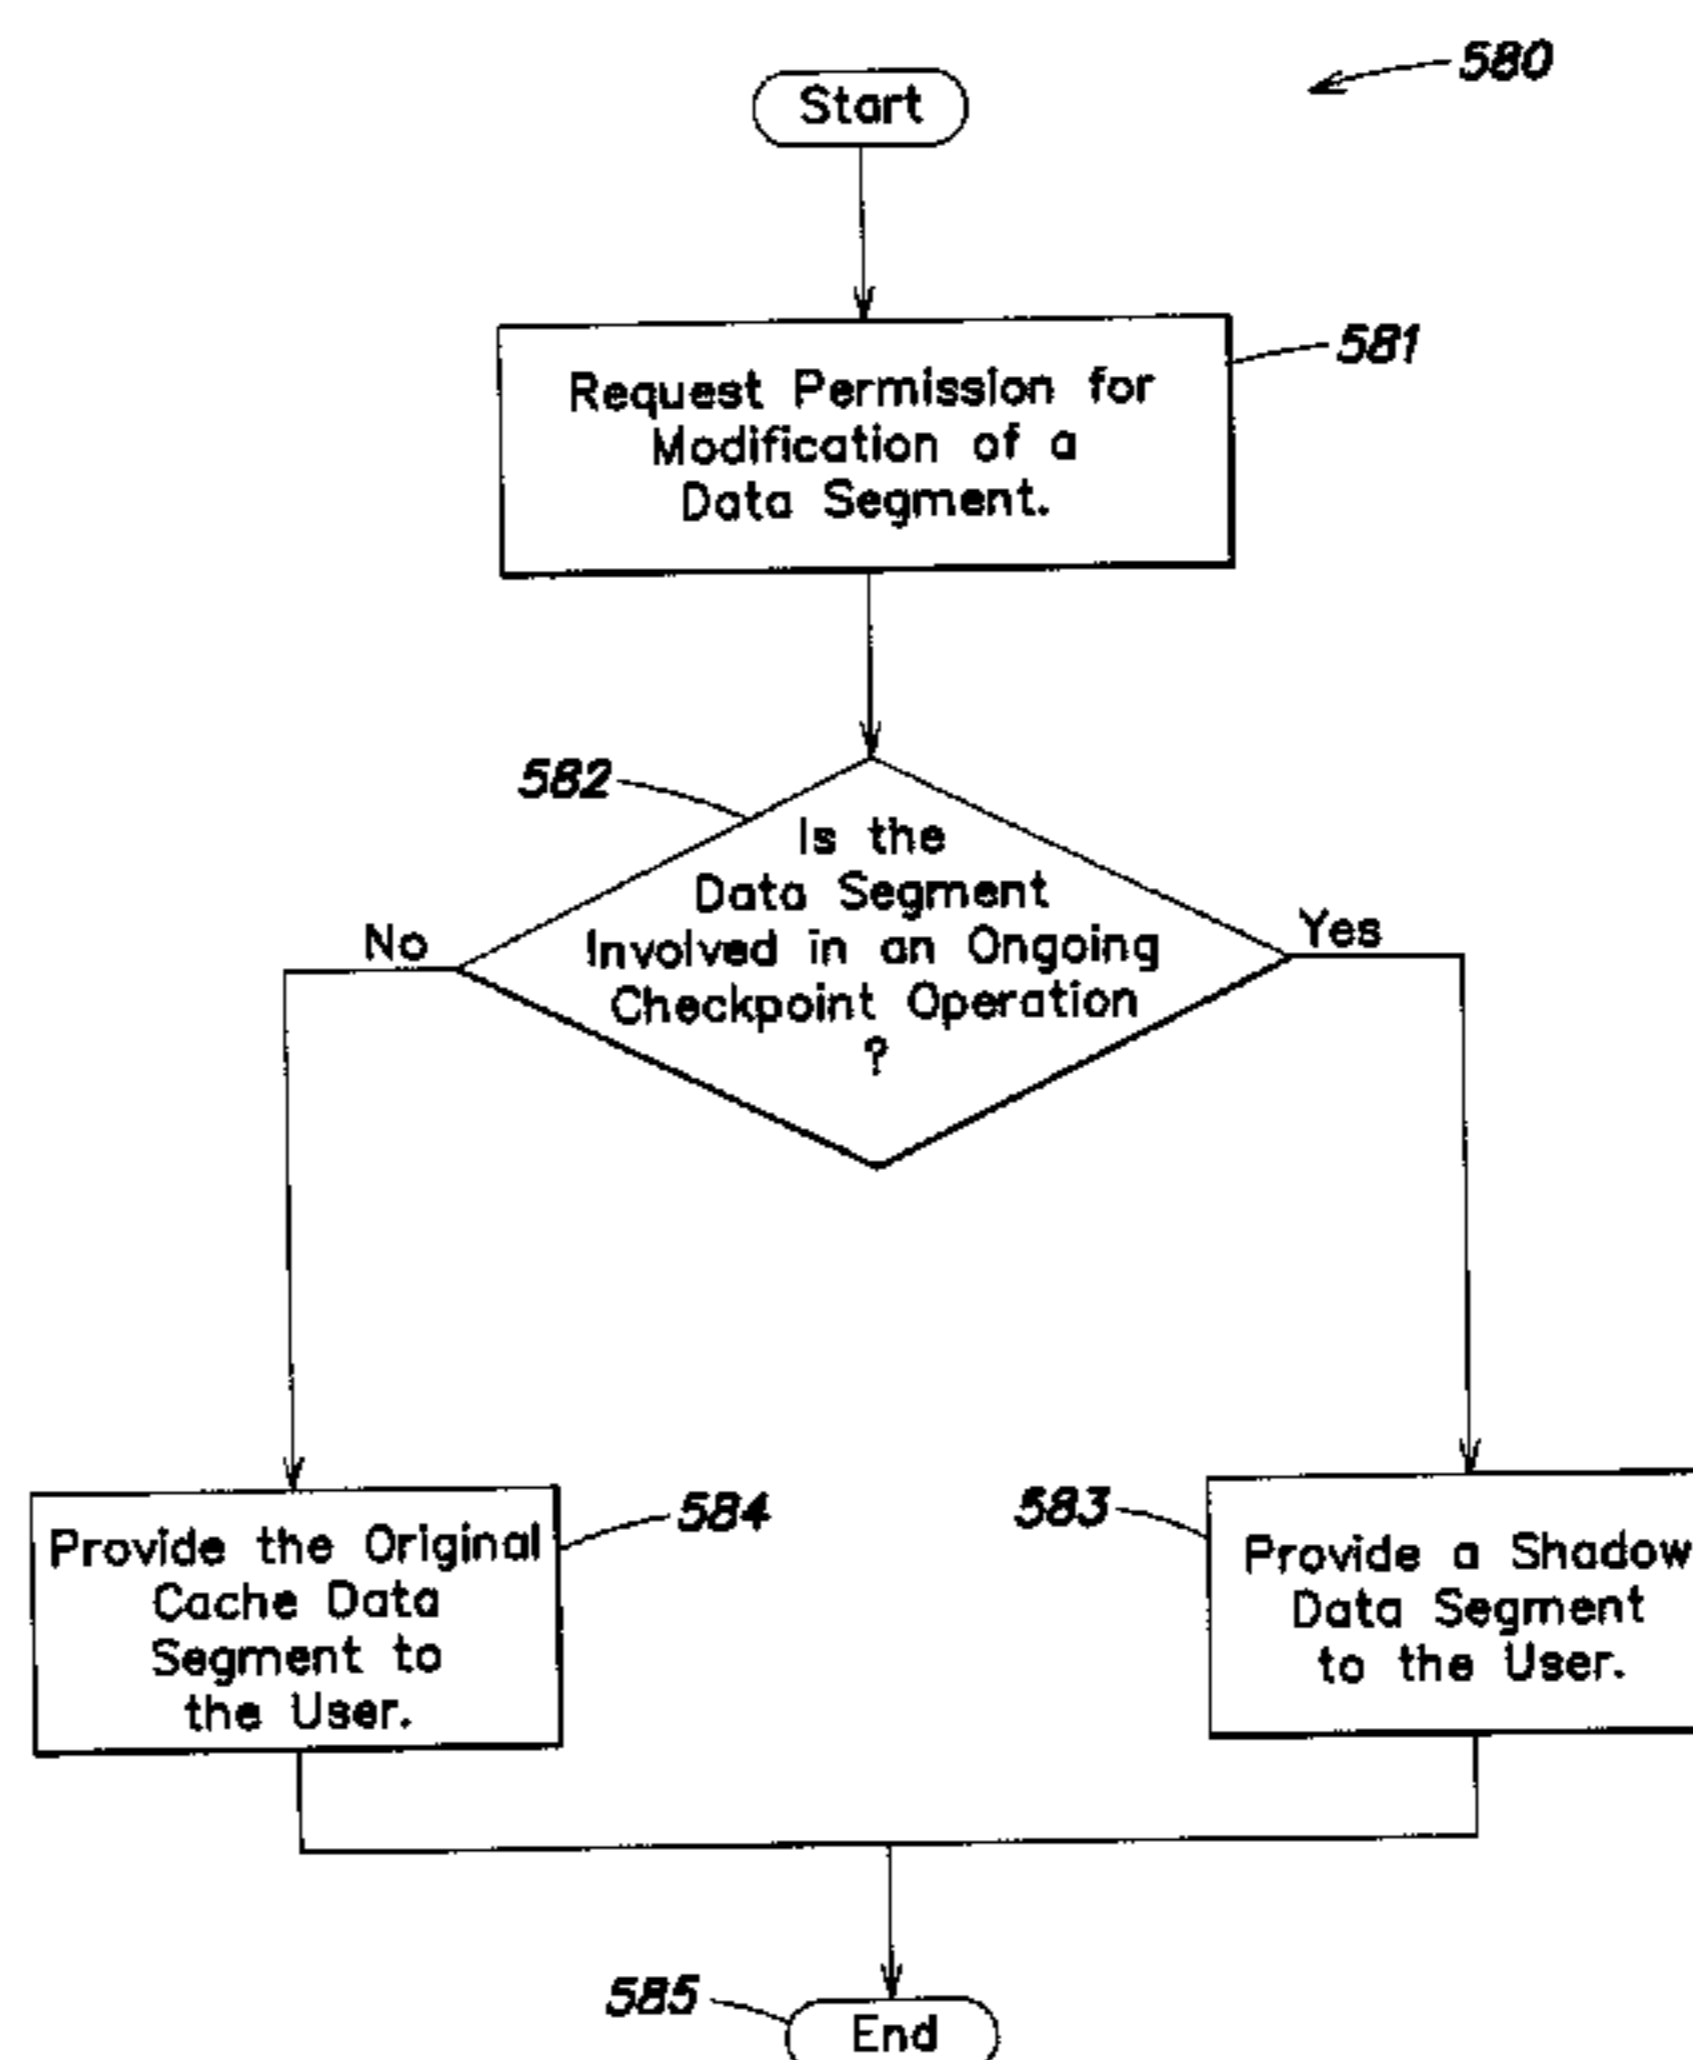 580
Start
581
Request Permission for
Modification of a
Data Segment.
582
Is the
Data Segment
Involved in an Ongoing
Checkpoint Operation
?
No
Yes
584
Provide the Original
Cache Data
Segment to
the User.
583
Provide a Shadow
Data Segment
to the User.
585
End